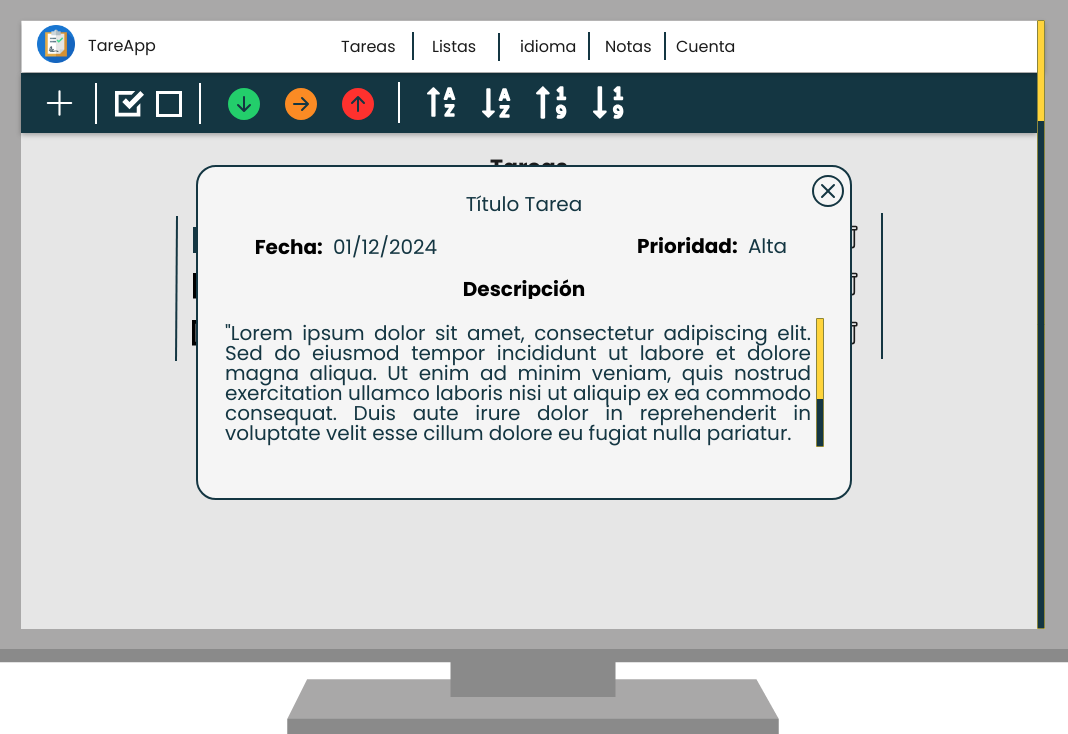 TareApp
Tareas
Listas
idioma
Notas
Cuenta
A
Z
A
Z
1
9
1
9
Tareas
Título Tarea
Fecha: 01/12/2024
Prioridad: Alta
Descripción
"Lorem ipsum dolor sit amet, consectetur adipiscing elit.
Sed do eiusmod tempor incididunt ut labore et dolore
magna aliqua. Ut enim ad minim veniam, quis nostrud
exercitation ullamco laboris nisi ut aliquip ex ea commodo
consequat. Duis aute irure dolor in reprehenderit in
voluptate velit esse cillum dolore eu fugiat nulla pariatur.